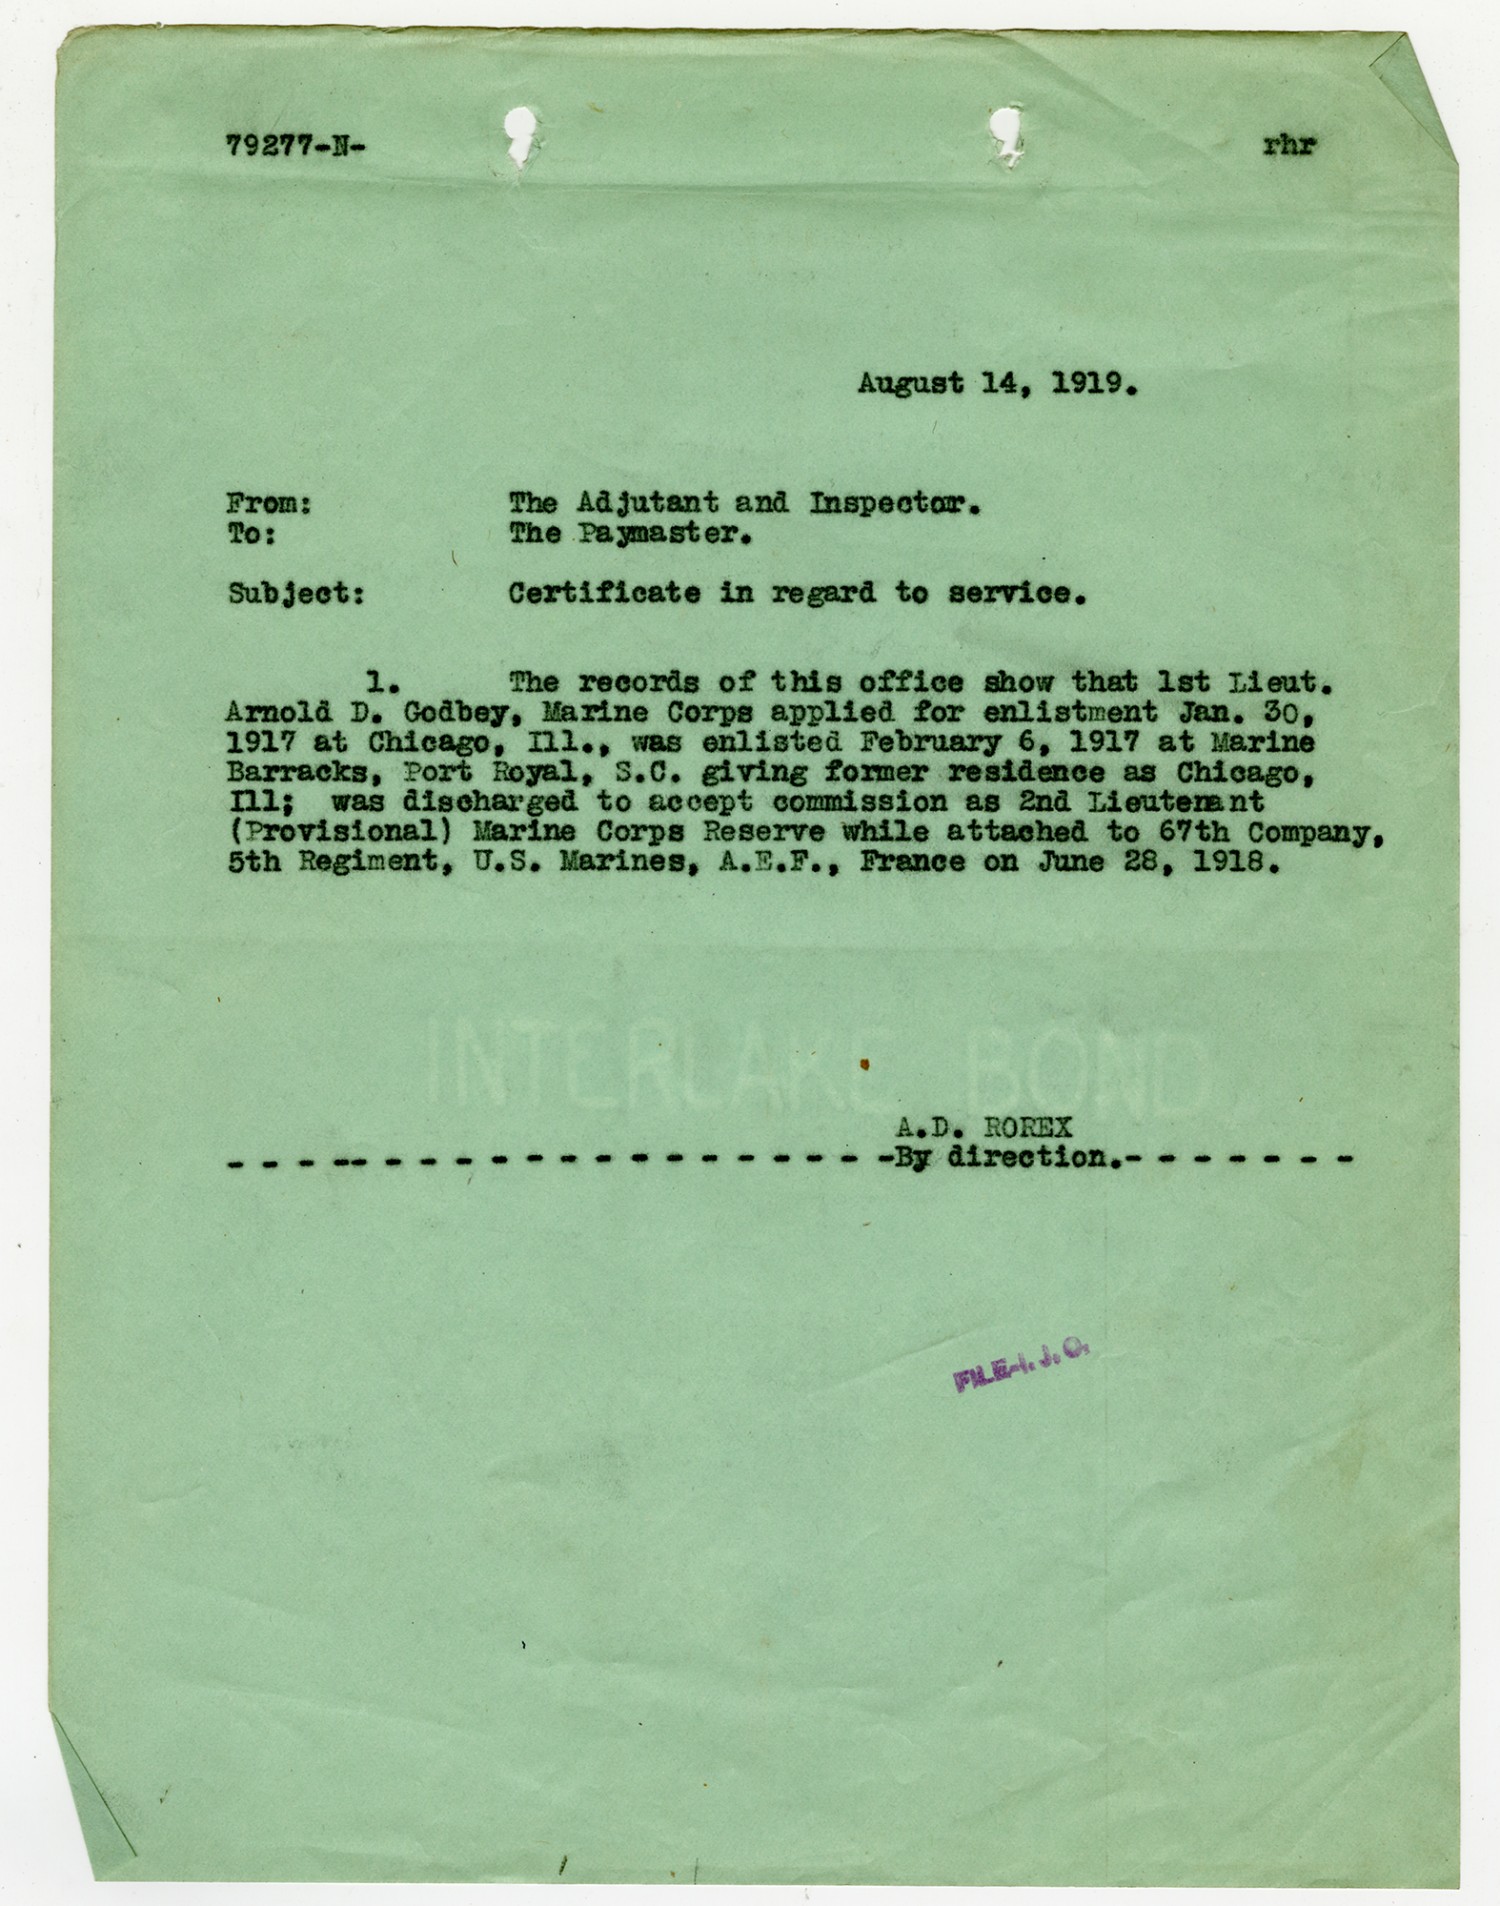 79277-N- rhr
August 14, 1919.
From: The Adjutant and Inspector.
To: The Paymaster.
Subject: Certificate in regard to service.
1. The records of this office show that 1st Lieut.
Arnold D. Godbey, Marine Corps applied for enlistment Jan. 30,
1917 at Chicago, Ill., was enlisted February 6, 1917 at Marine
Barracks, Port Royal, S.C. giving former residence as Chicago,
Ill; was discharged to accept commission as 2nd Lieutenant
(Provisional) Marine Corps Reserve while attached to 67th Company,
5th Regiment, U.S. Marines, A.E.F., France on June 28, 1918.
INTERLAKE BOND
A.D. ROREX
- - - - - - - - - - - - - - - - - - - -By direction.- - - - - - -
FILE-I. J. O.